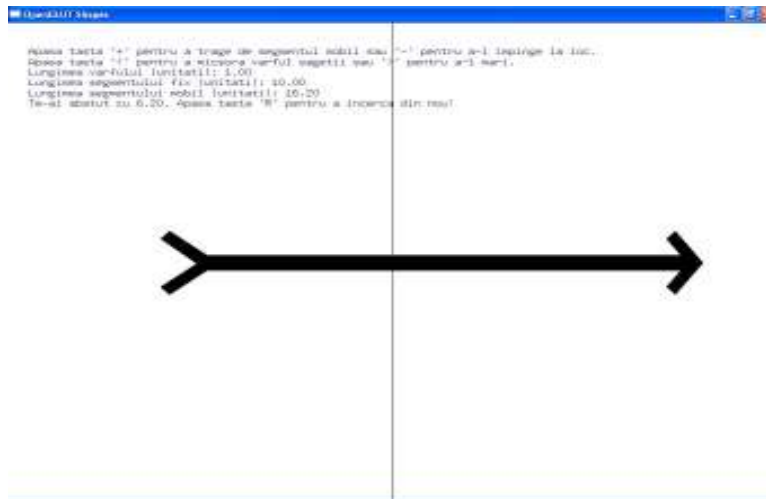 OpenGLUT Shapes
Apasa tasta '+' pentru a trage de segmentul mobil sau '-' pentru a-l impinge la loc.
Apasa tasta '[' pentru a micsora varful sagetii sau ']' pentru a-l mari.
Lungimea varfului [unitati]: 1.00
Lungimea segmentului fix [unitati]: 10.00
Lungimea segmentului mobil [unitati]: 16.20
Te-ai abatut cu 6.20. Apasa tasta 'R' pentru a incerca din nou!